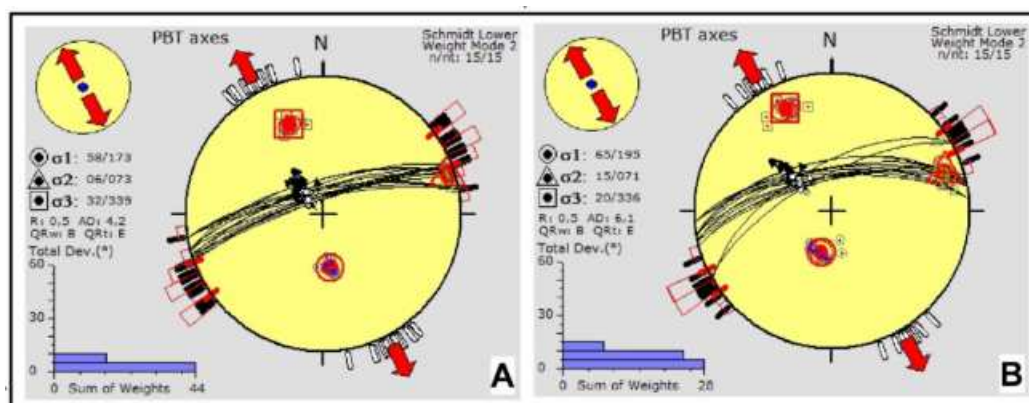 PBT axes
N
Schmidt Lower
Weight Mode 2
n/nt: 15/15
σ1: 58/173
σ2: 06/073
σ3: 32/339
R: 0.5 AD: 4.2
QRw: B QRt: E
Total Dev.(°)
60
30
0
0 Sum of Weights 44
A
PBT axes
N
Schmidt Lower
Weight Mode 2
n/nt: 15/15
σ1: 65/195
σ2: 15/071
σ3: 20/336
R: 0.5 AD: 6.1
QRw: B QRt: E
Total Dev.(°)
60
30
0
0 Sum of Weights 28
B